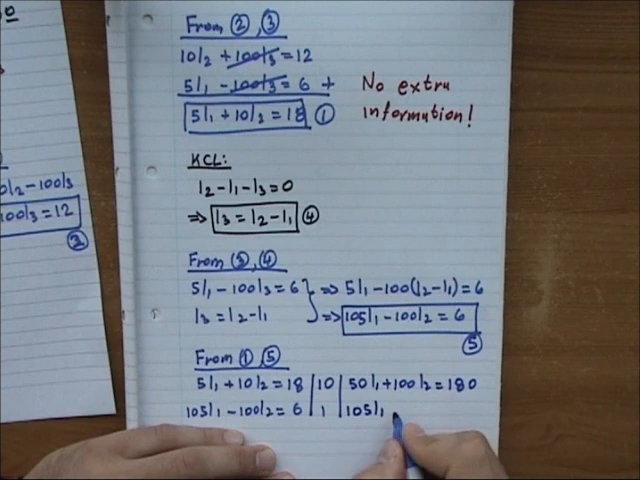 From ②,③
10I₂ + 100I₃ = 12
5I₁ - 100I₃ = 6 +
5I₁ + 10I₂ = 18 ①
No extra
information!
KCL:
I₂ - I₁ - I₃ = 0
⇒ I₃ = I₂ - I₁ ④
From ③,④
5I₁ - 100I₃ = 6 } ⇒ 5I₁ - 100(I₂ - I₁) = 6
I₃ = I₂ - I₁ ⇒ 105I₁ - 100I₂ = 6
⑤
From ①,⑤
5I₁ + 10I₂ = 18 | 10 | 50I₁ + 100I₂ = 180
105I₁ - 100I₂ = 6 | 1 | 105I₁
0I₂ - 100I₃
100I₃ = 12
②